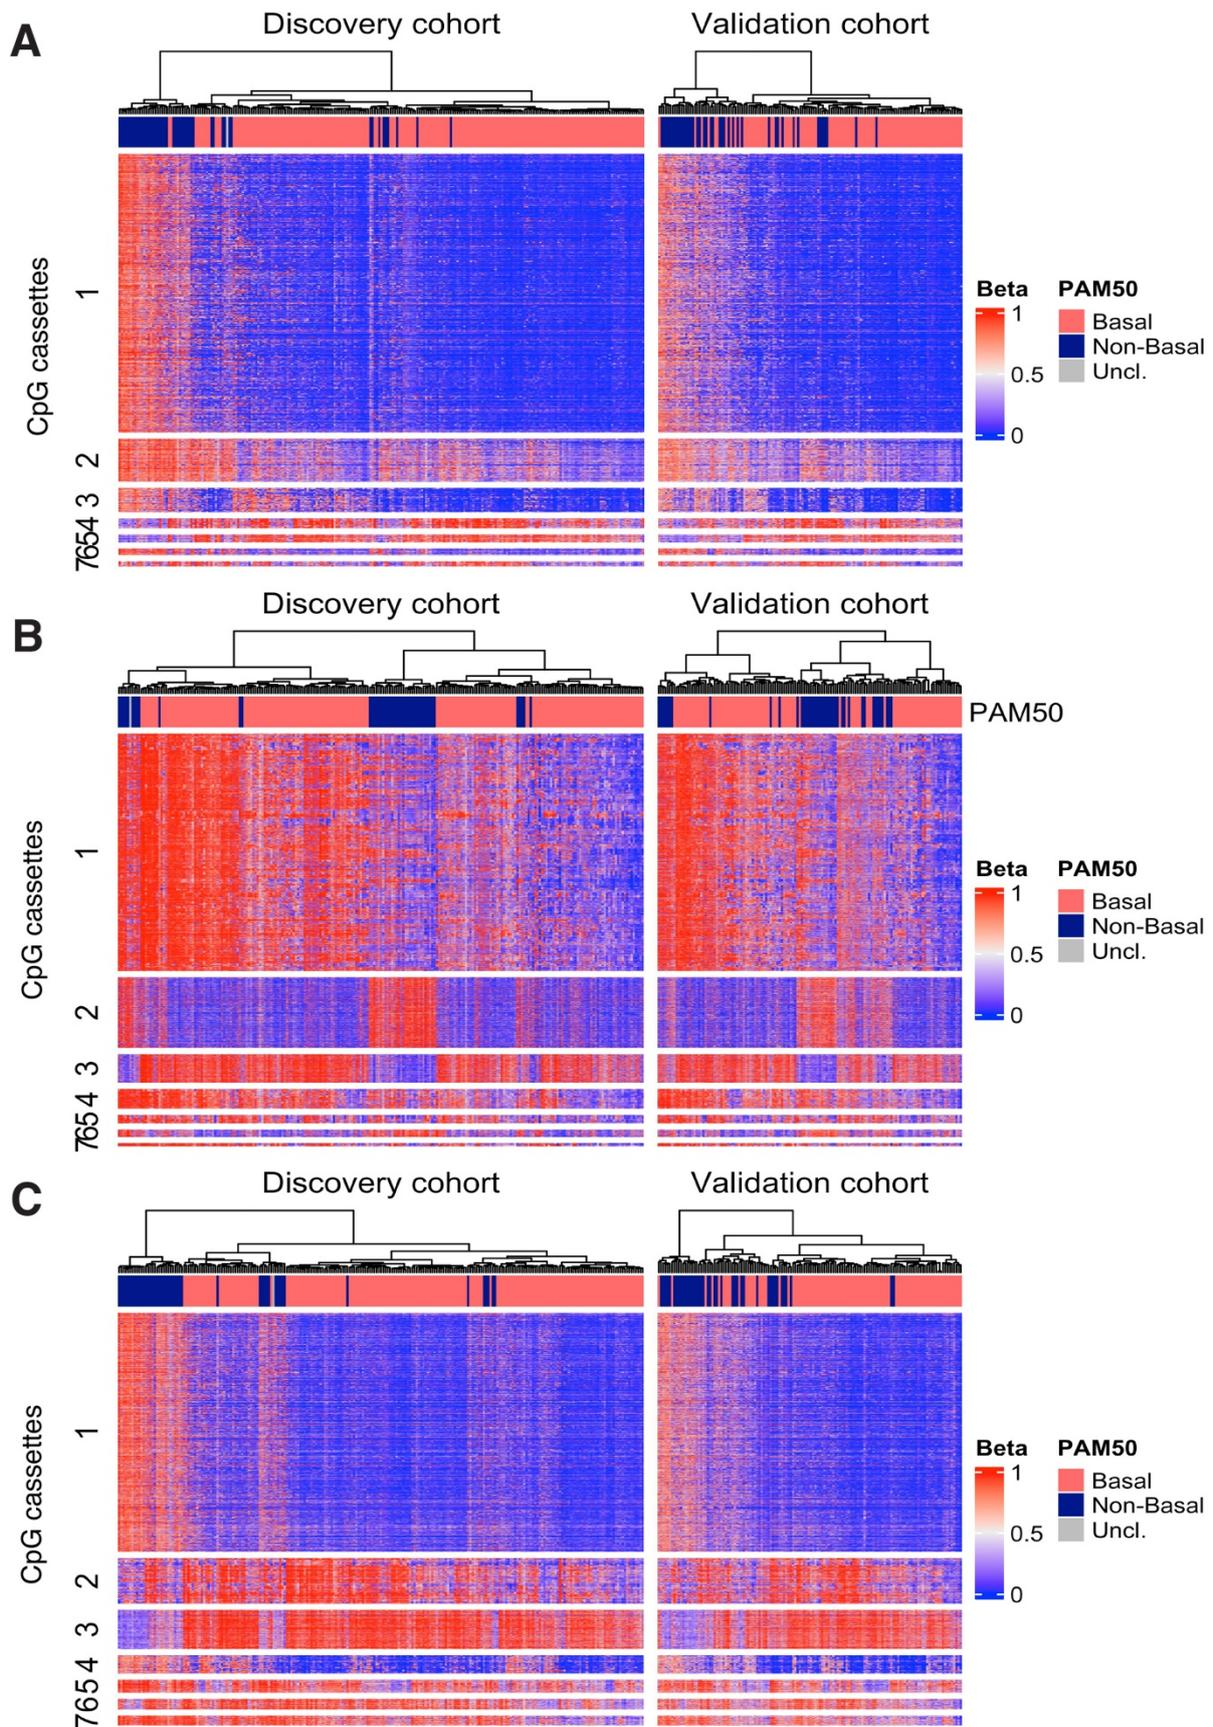 A
Discovery cohort
Validation cohort
CpG cassettes
1
2
3
7654
Beta
1
0.5
0
PAM50
Basal
Non-Basal
Uncl.
B
Discovery cohort
Validation cohort
PAM50
CpG cassettes
1
2
3
7654
Beta
1
0.5
0
PAM50
Basal
Non-Basal
Uncl.
C
Discovery cohort
Validation cohort
CpG cassettes
1
2
3
7654
Beta
1
0.5
0
PAM50
Basal
Non-Basal
Uncl.